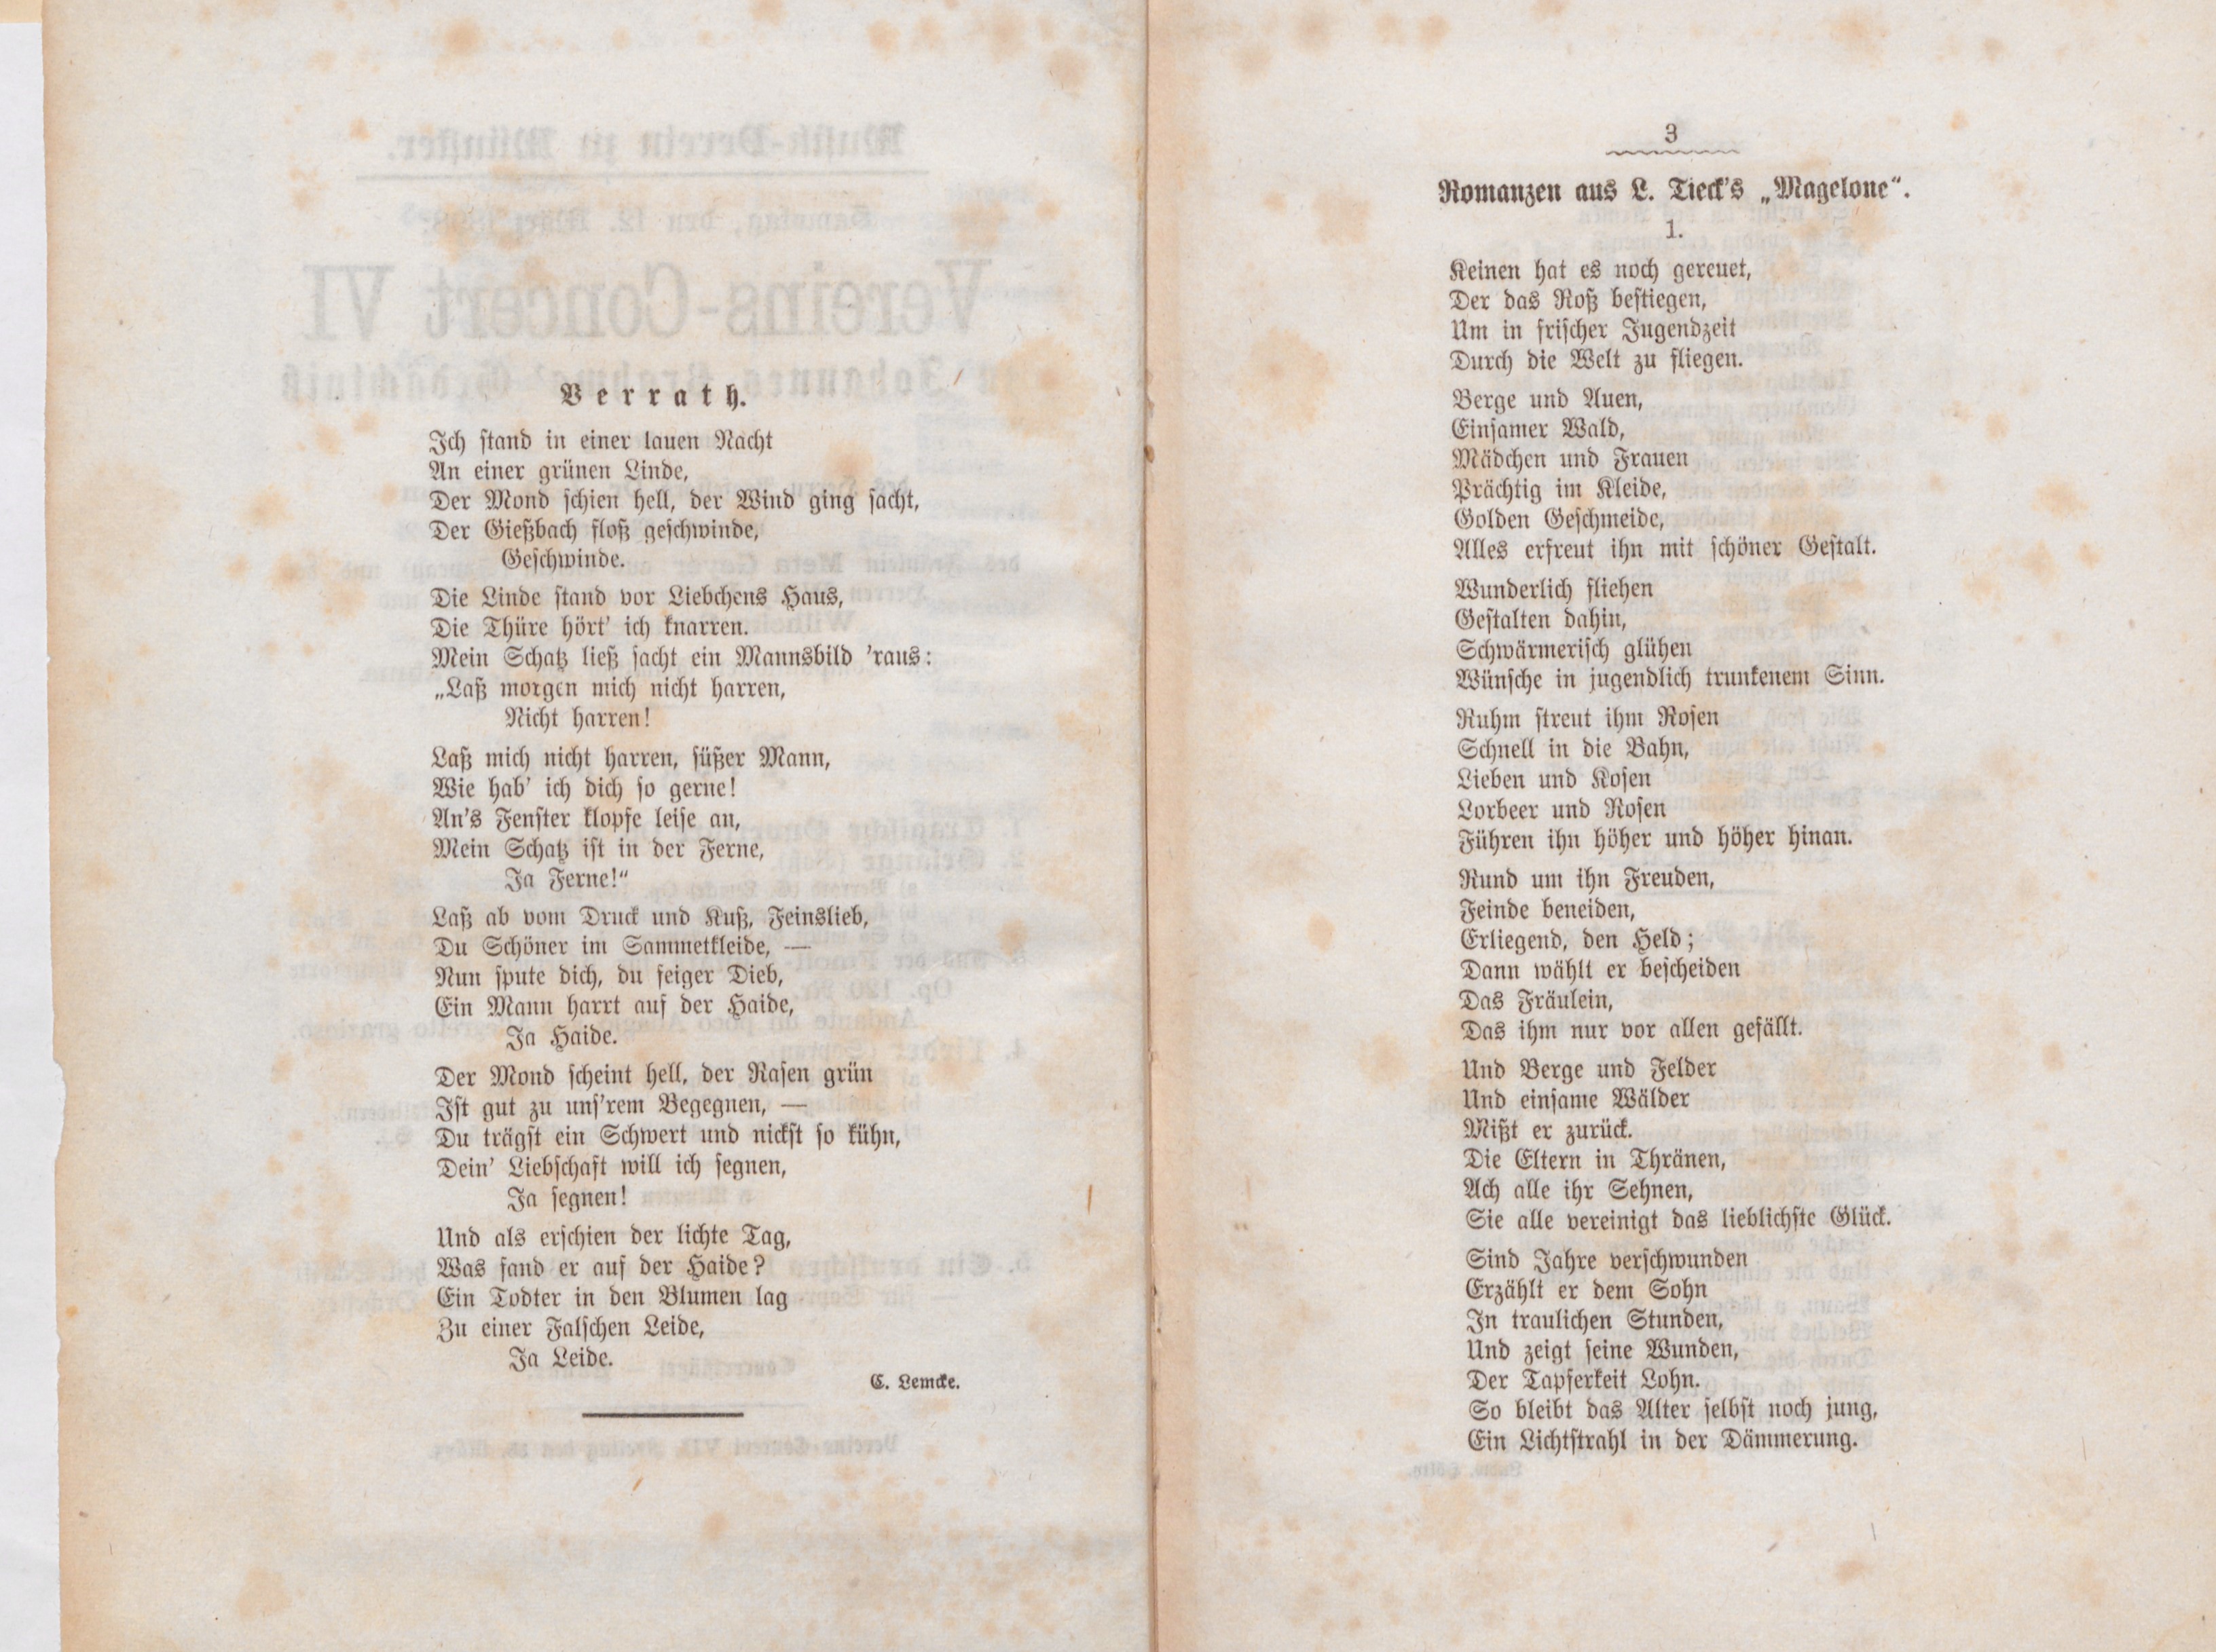 Verrath.
Ich stand in einer lauen Nacht
An einer grünen Linde,
Der Mond schien hell, der Wind ging sacht,
Der Gießbach floß geschwinde,
Geschwinde.
Die Linde stand vor Liebchens Haus,
Die Thüre hört' ich knarren.
Mein Schatz ließ sacht ein Mannsbild 'raus:
„Laß morgen mich nicht harren,
Nicht harren!
Laß mich nicht harren, süßer Mann,
Wie hab' ich dich so gerne!
An's Fenster klopfe leise an,
Mein Schatz ist in der Ferne,
Ja Ferne!“
Laß ab vom Druck und Kuß, Feinslieb,
Du Schöner im Sammetkleide, —
Nun spute dich, du feiger Dieb,
Ein Mann harrt auf der Haide,
Ja Haide.
Der Mond scheint hell, der Rasen grün
Ist gut zu uns'rem Begegnen, —
Du trägst ein Schwert und nickst so kühn,
Dein' Liebschaft will ich segnen,
Ja segnen!
Und als erschien der lichte Tag,
Was fand er auf der Haide?
Ein Todter in den Blumen lag
Zu einer Falschen Leide,
Ja Leide.
C. Lemcke.
3
Romanzen aus L. Tieck's „Magelone“.
1.
Keinen hat es noch gereuet,
Der das Roß bestiegen,
Um in frischer Jugendzeit
Durch die Welt zu fliegen.
Berge und Auen,
Einsamer Wald,
Mädchen und Frauen
Prächtig im Kleide,
Golden Geschmeide,
Alles erfreut ihn mit schöner Gestalt.
Wunderlich fliehen
Gestalten dahin,
Schwärmerisch glühen
Wünsche in jugendlich trunkenem Sinn.
Ruhm streut ihm Rosen
Schnell in die Bahn,
Lieben und Kosen
Lorbeer und Rosen
Führen ihn höher und höher hinan.
Rund um ihn Freuden,
Feinde beneiden,
Erliegend, den Held;
Dann wählt er bescheiden
Das Fräulein,
Das ihm nur vor allen gefällt.
Und Berge und Felder
Und einsame Wälder
Mißt er zurück.
Die Eltern in Thränen,
Ach alle ihr Sehnen,
Sie alle vereinigt das lieblichste Glück.
Sind Jahre verschwunden
Erzählt er dem Sohn
In traulichen Stunden,
Und zeigt seine Wunden,
Der Tapferkeit Lohn.
So bleibt das Alter selbst noch jung,
Ein Lichtstrahl in der Dämmerung.